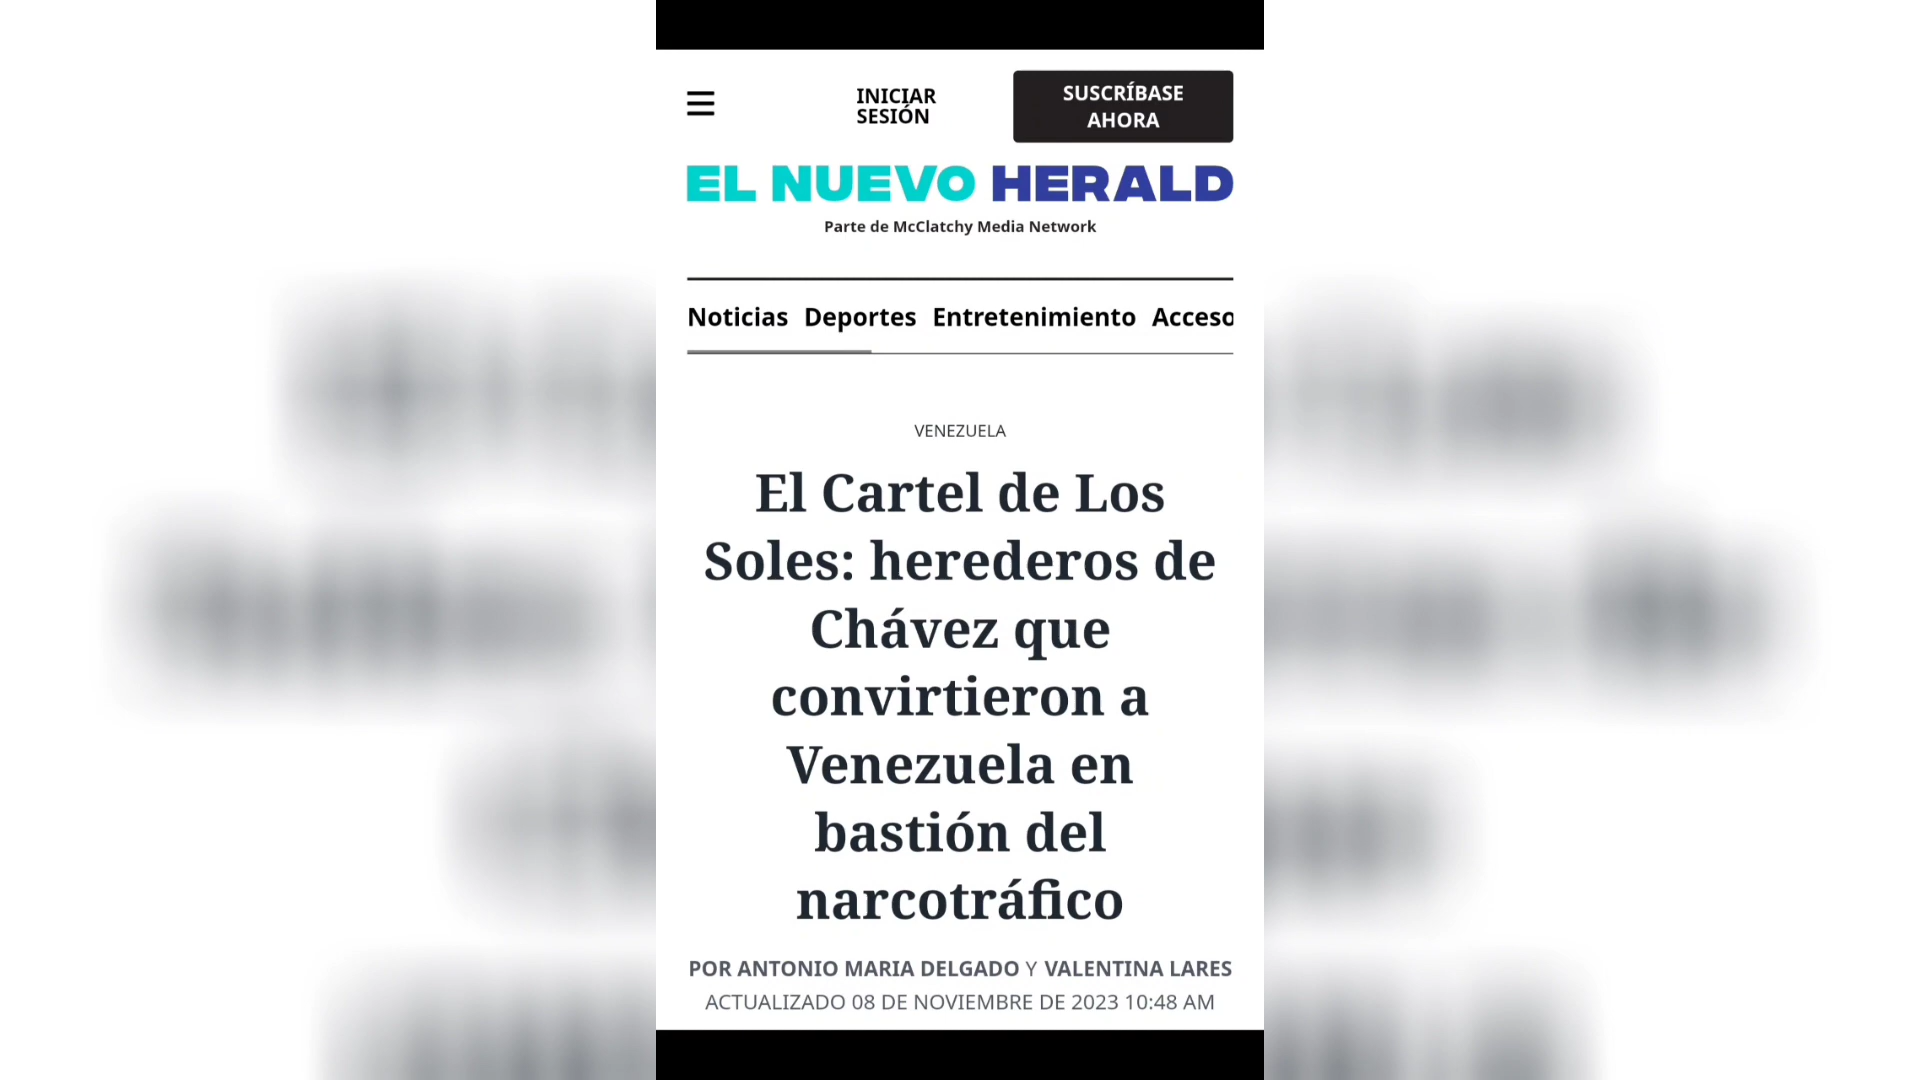 INICIAR
SESIÓN
SUSCRÍBASE
AHORA
EL NUEVO HERALD
Parte de McClatchy Media Network
Noticias Deportes Entretenimiento Acceso
VENEZUELA
El Cartel de Los
Soles: herederos de
Chávez que
convirtieron a
Venezuela en
bastión del
narcotráfico
POR ANTONIO MARIA DELGADO Y VALENTINA LARES
ACTUALIZADO 08 DE NOVIEMBRE DE 2023 10:48 AM